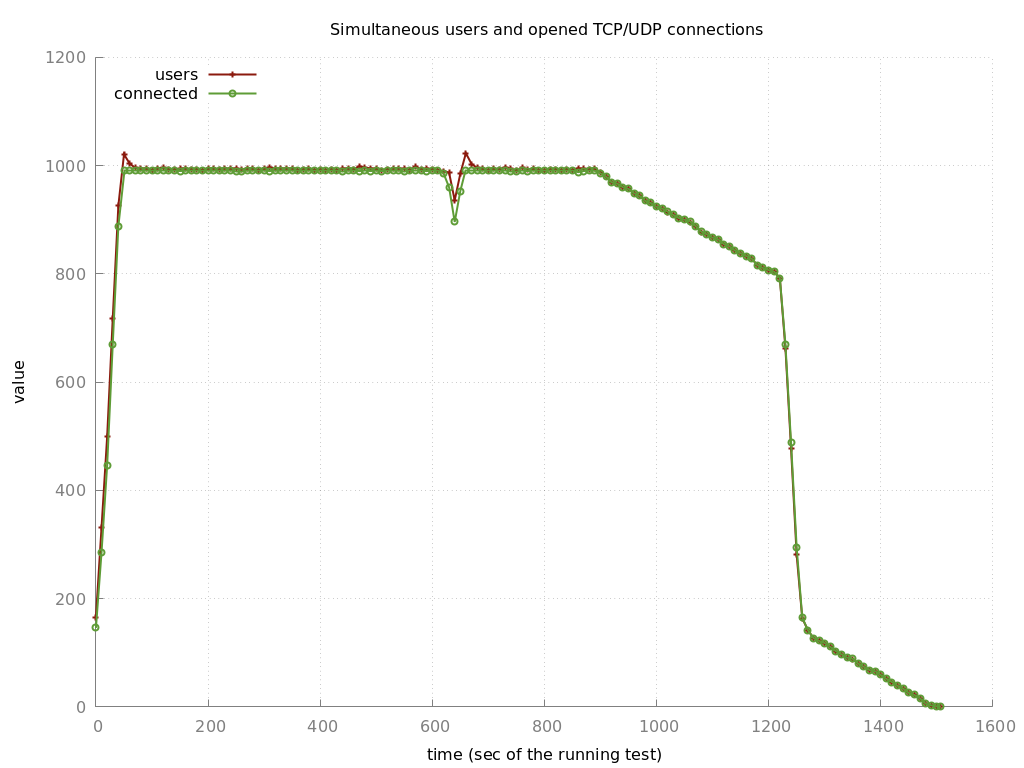 Simultaneous users and opened TCP/UDP connections
1200
users
connected
1000
800
value
600
400
200
0
0 200 400 600 800 1000 1200 1400 1600
time (sec of the running test)